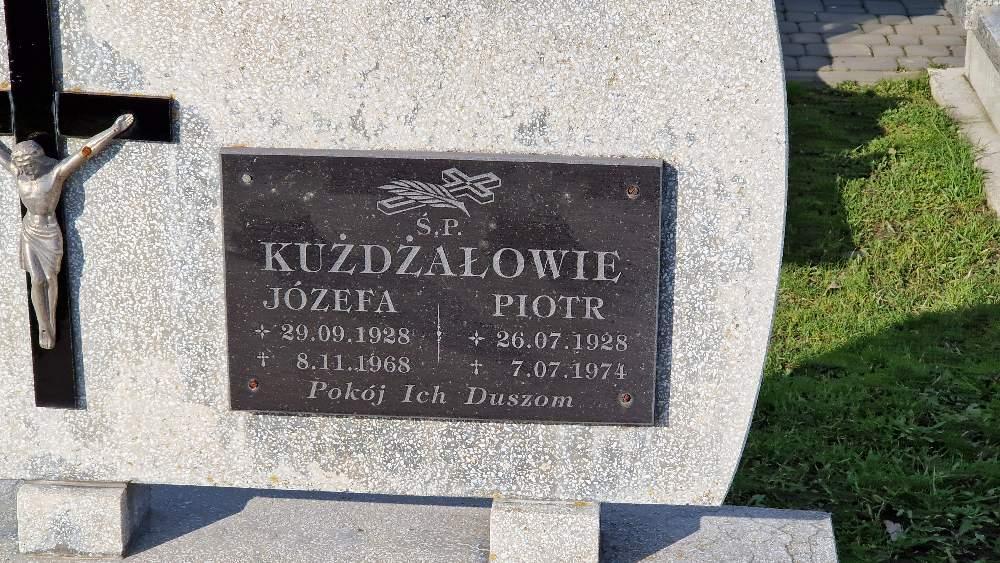 Ś.P.
KUŻDŻAŁOWIE
JÓZEFA PIOTR
29.09.1928 26.07.1928
8.11.1968 7.07.1974
Pokój Ich Duszom